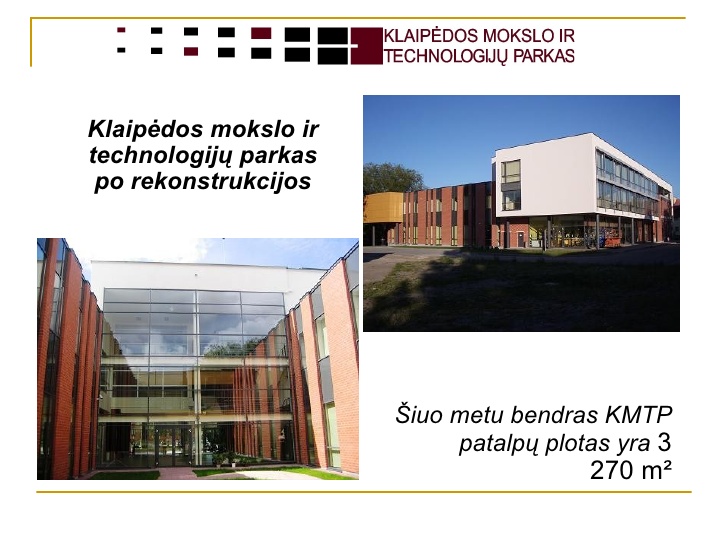 KLAIPĖDOS MOKSLO IR
TECHNOLOGIJŲ PARKAS
Klaipėdos mokslo ir
technologijų parkas
po rekonstrukcijos
Šiuo metu bendras KMTP
patalpų plotas yra 3
270 m²